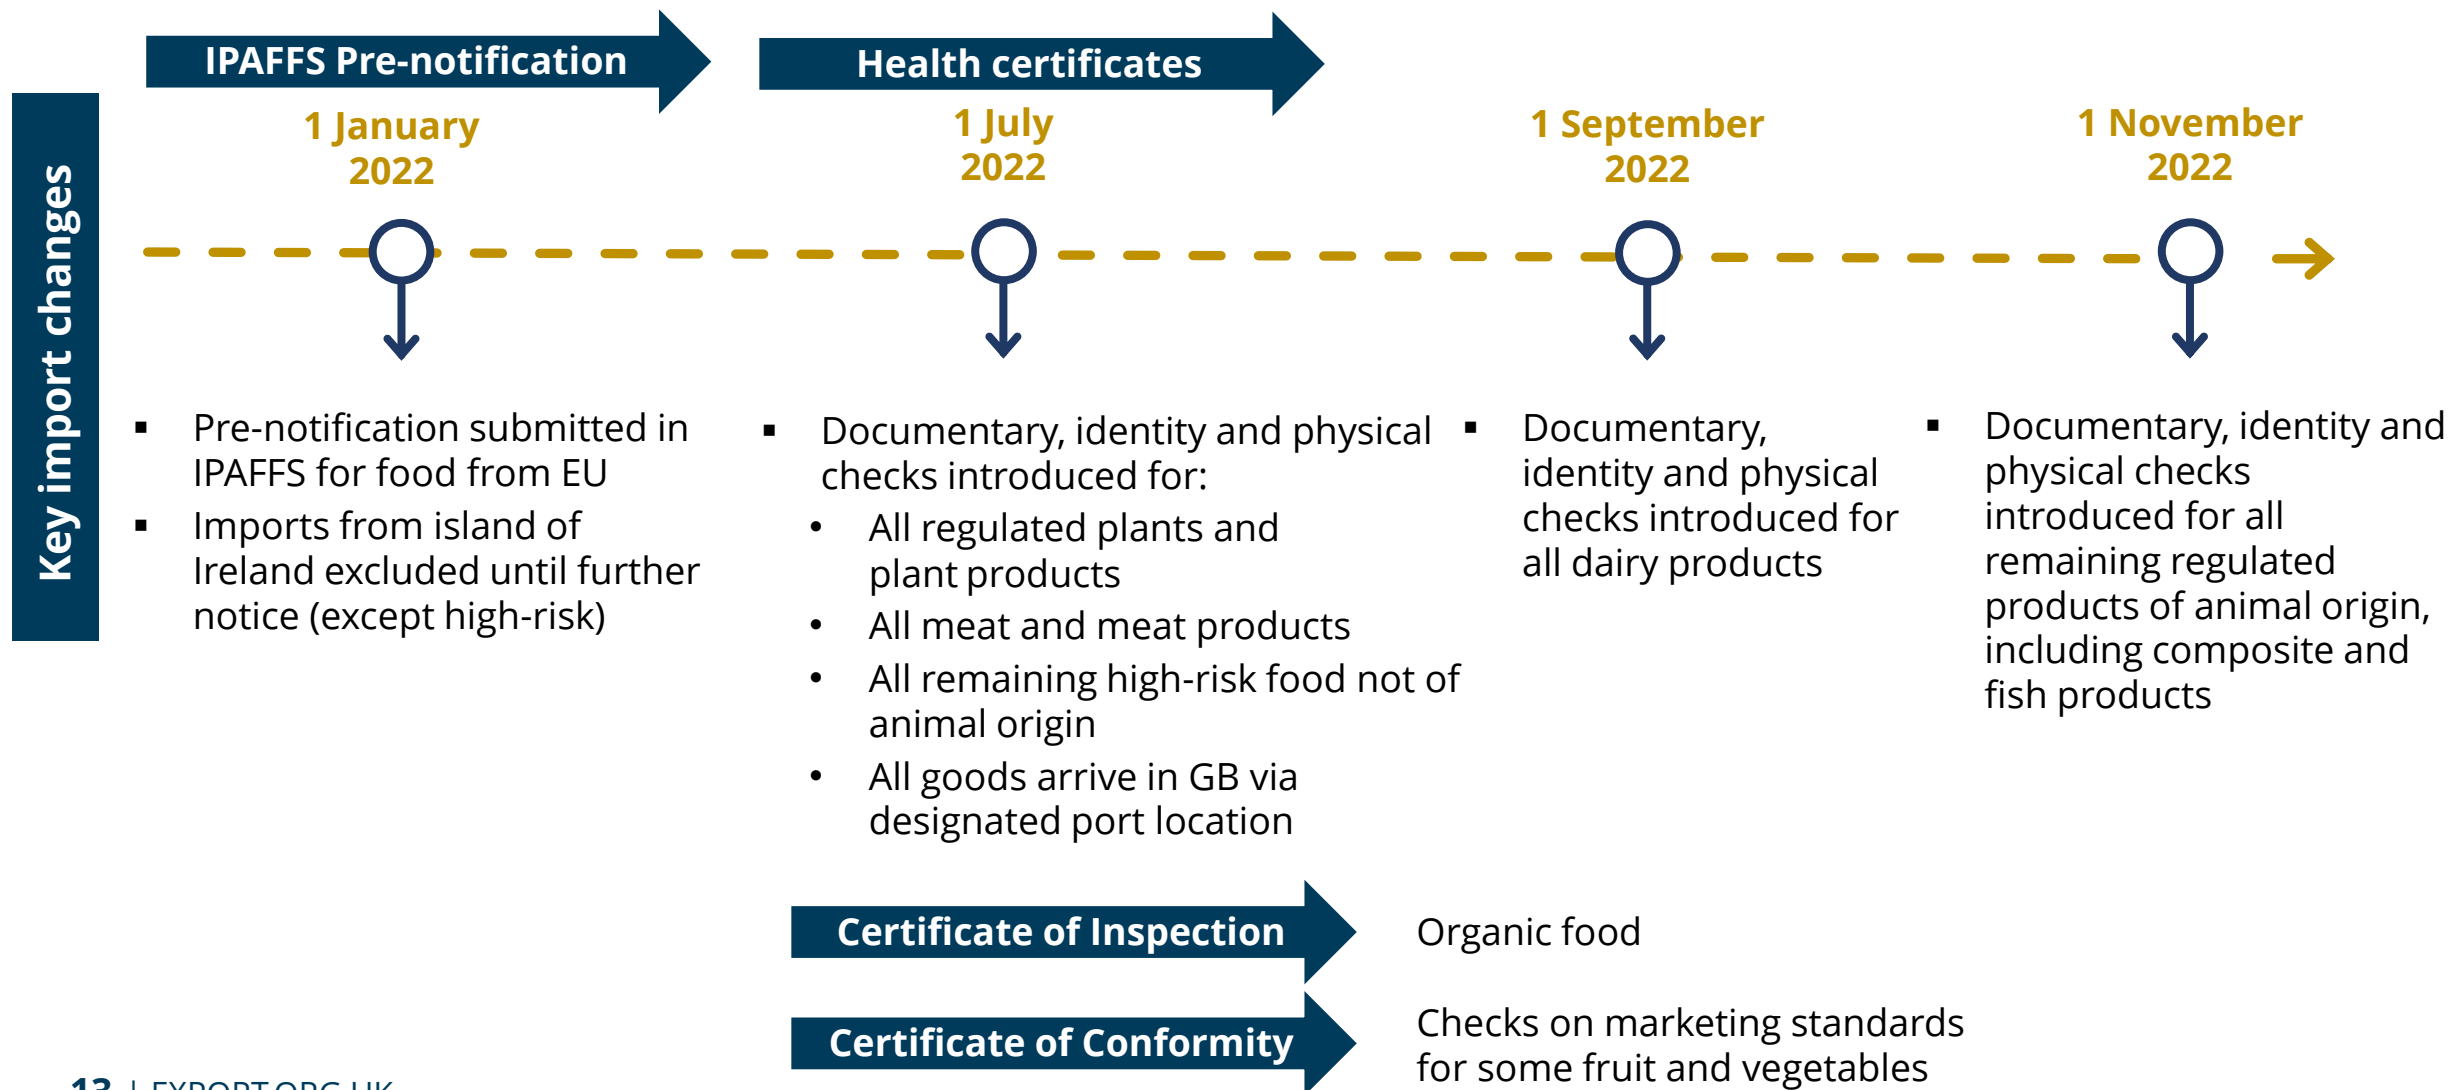 IPAFFS Pre-notification
Health certificates
Key import changes
1 January
2022
1 July
2022
1 September
2022
1 November
2022
▪ Pre-notification submitted in
IPAFFS for food from EU
▪ Imports from island of
Ireland excluded until further
notice (except high-risk)
▪ Documentary, identity and physical
checks introduced for:
• All regulated plants and
plant products
• All meat and meat products
• All remaining high-risk food not of
animal origin
• All goods arrive in GB via
designated port location
▪ Documentary,
identity and physical
checks introduced for
all dairy products
▪ Documentary, identity and
physical checks
introduced for all
remaining regulated
products of animal origin,
including composite and
fish products
Certificate of Inspection
Organic food
Certificate of Conformity
Checks on marketing standards
for some fruit and vegetables
13 | EXPORT.ORG.UK